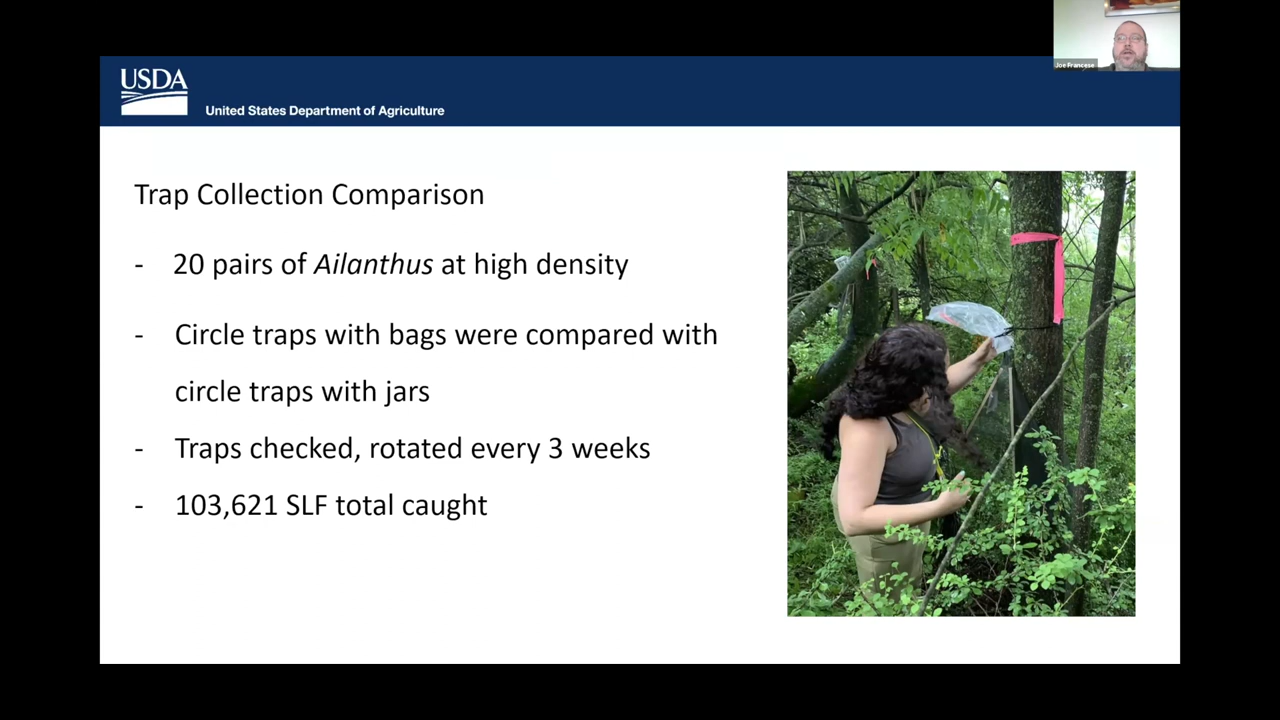 Joe Francese
USDA
United States Department of Agriculture
Trap Collection Comparison
- 20 pairs of Ailanthus at high density
- Circle traps with bags were compared with
circle traps with jars
- Traps checked, rotated every 3 weeks
- 103,621 SLF total caught